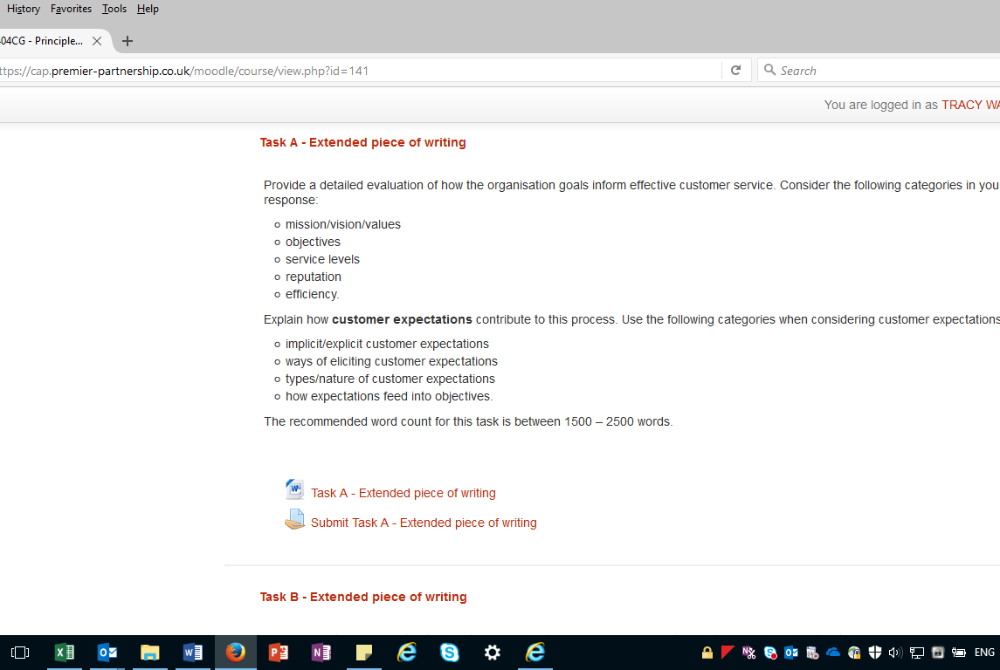 History Favorites Tools Help
04CG - Principle...
ttps://cap.premier-partnership.co.uk/moodle/course/view.php?id=141
Search
You are logged in as TRACY WA
Task A - Extended piece of writing
Provide a detailed evaluation of how the organisation goals inform effective customer service. Consider the following categories in you
response:
mission/vision/values
objectives
service levels
reputation
efficiency.
Explain how customer expectations contribute to this process. Use the following categories when considering customer expectations
implicit/explicit customer expectations
ways of eliciting customer expectations
types/nature of customer expectations
how expectations feed into objectives.
The recommended word count for this task is between 1500 – 2500 words.
Task A - Extended piece of writing
Submit Task A - Extended piece of writing
Task B - Extended piece of writing
ENG